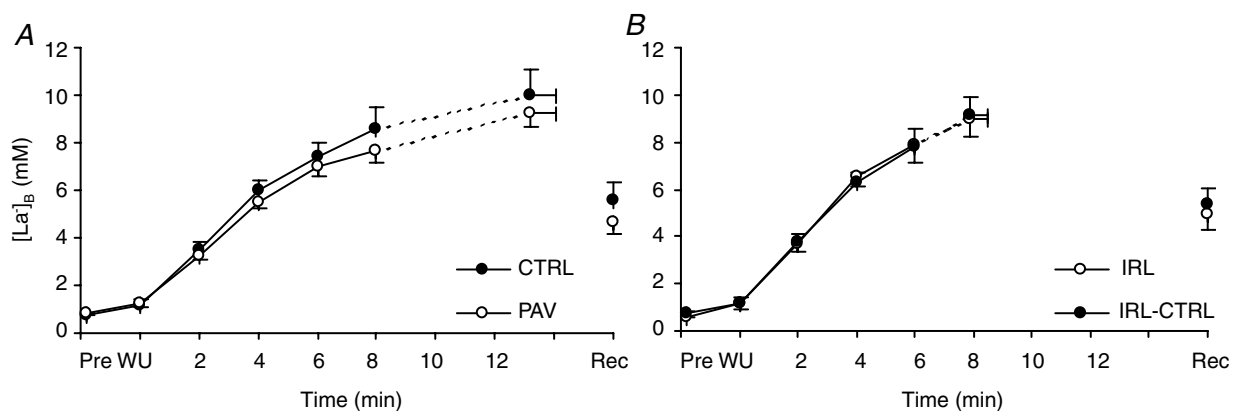 A
12
10
8
6
4
2
0
[La⁻]B (mM)
CTRL
PAV
Pre WU 2 4 6 8 10 12 Rec
Time (min)
B
12
10
8
6
4
2
0
IRL
IRL-CTRL
Pre WU 2 4 6 8 10 12 Rec
Time (min)